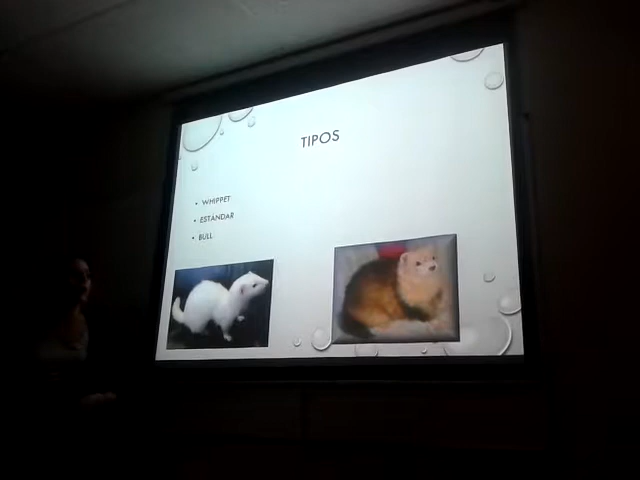 TIPOS
• WHIPPET
• ESTÁNDAR
• BULL